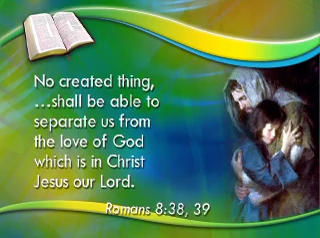 No created thing,
…shall be able to
separate us from
the love of God
which is in Christ
Jesus our Lord.
Romans 8:38, 39